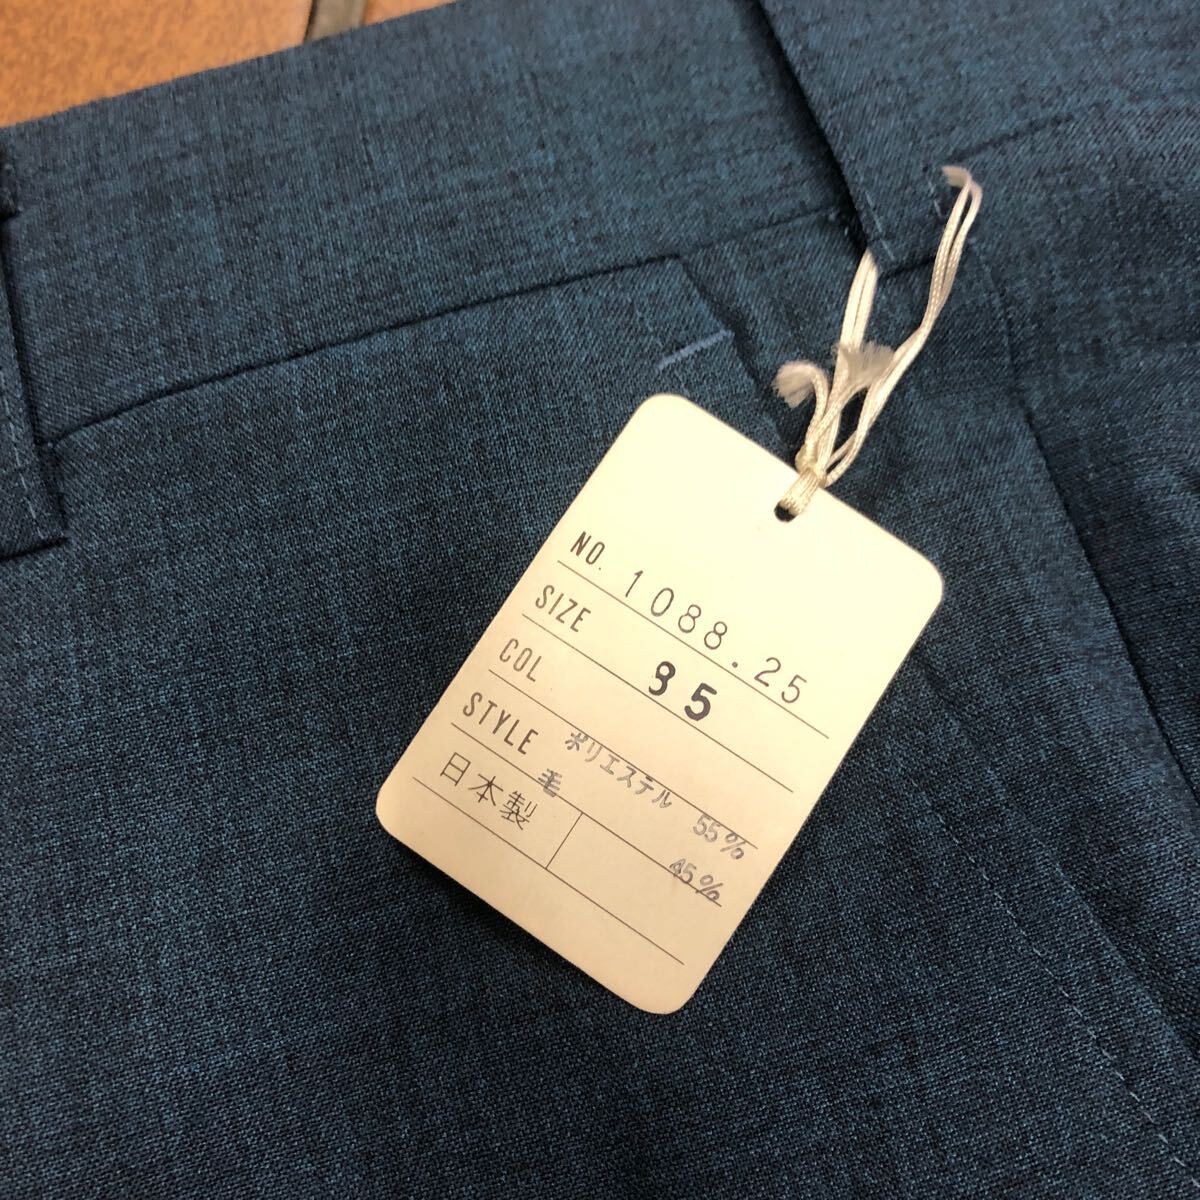 NO. 1088.25
SIZE 85
COL
STYLE ポリエステル 55%
毛 45%
日本製